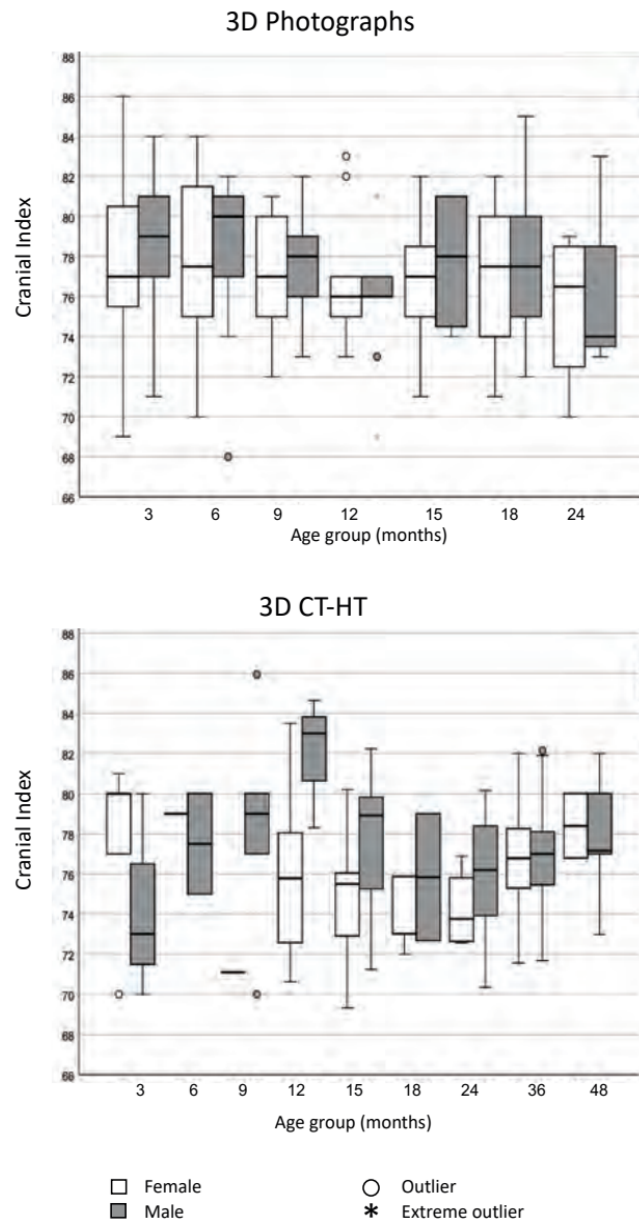 3D Photographs
88
86
84
82
80
78
76
74
72
70
68
66
Cranial Index
3 6 9 12 15 18 24
Age group (months)
3D CT-HT
88
86
84
82
80
78
76
74
72
70
68
66
Cranial Index
3 6 9 12 15 18 24 36 48
Age group (months)
Female Outlier
Male Extreme outlier